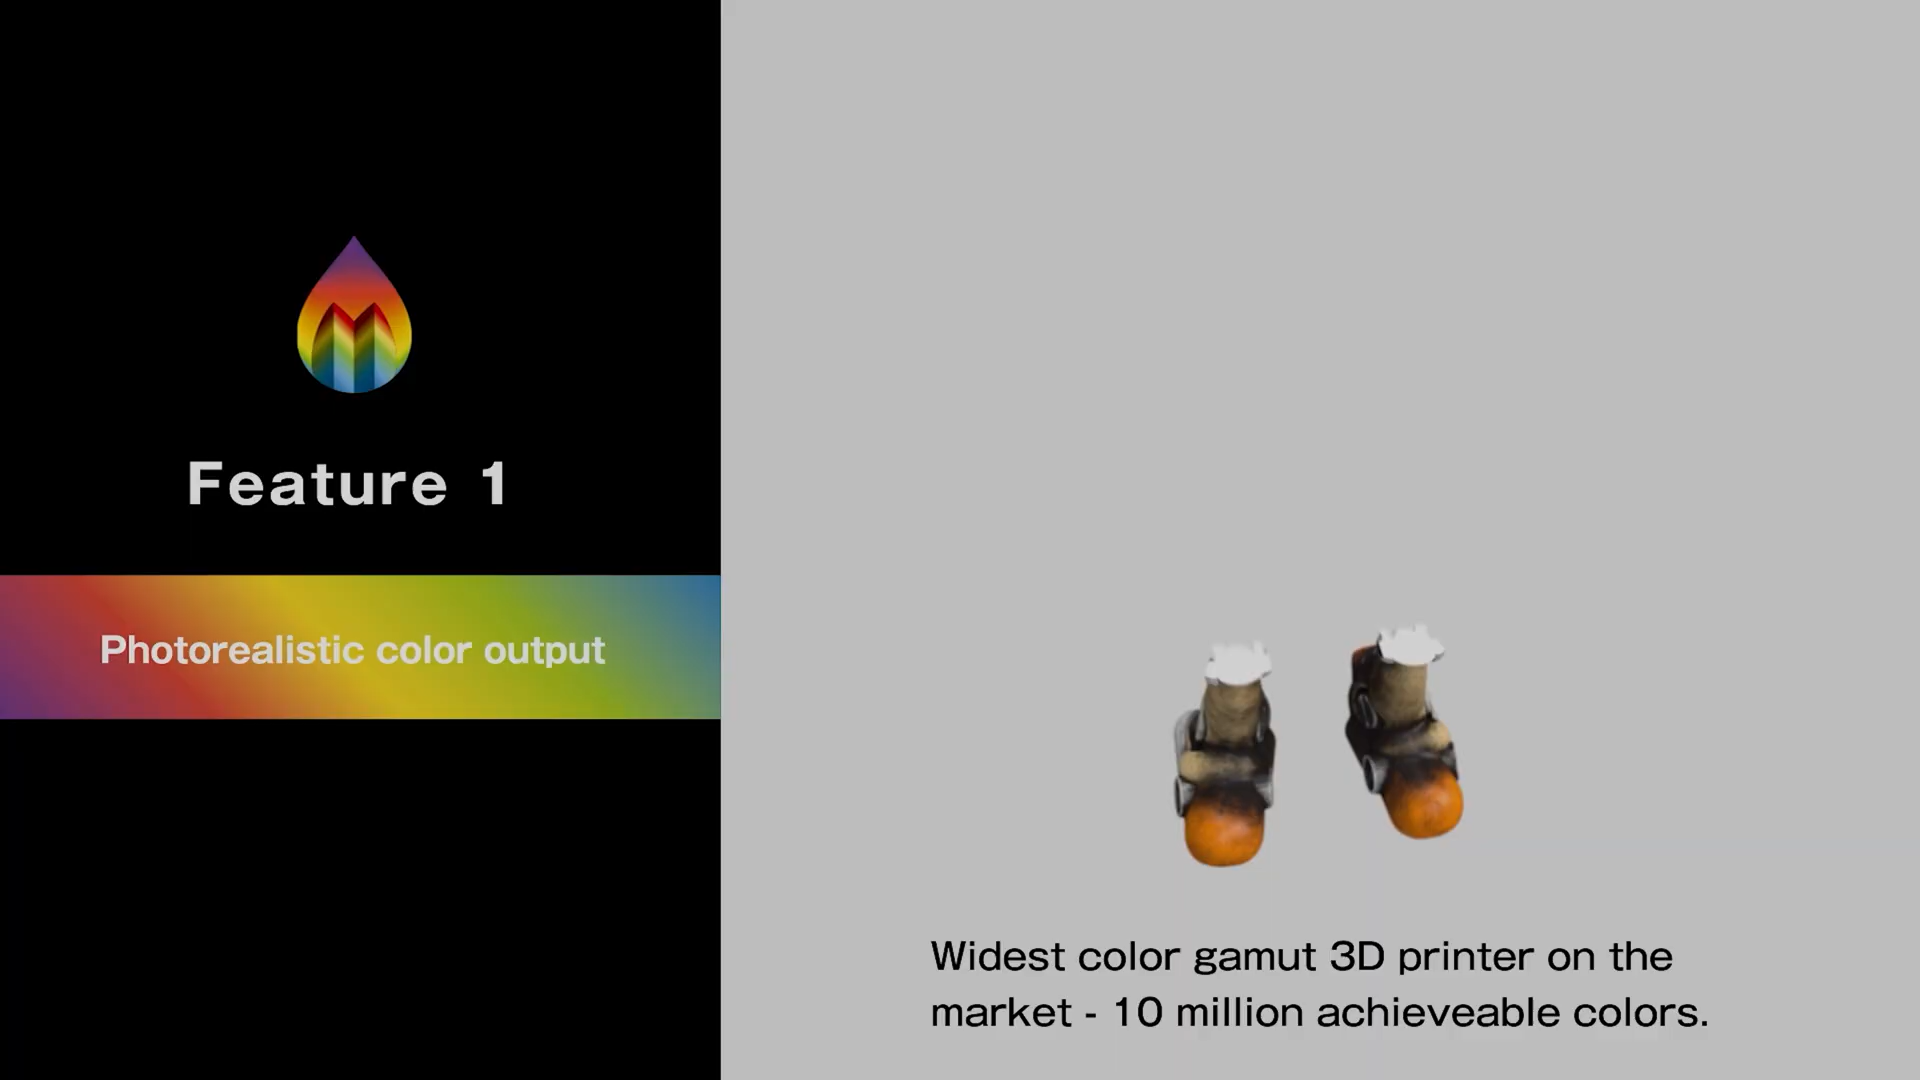 Feature 1
Photorealistic color output
Widest color gamut 3D printer on the
market - 10 million achieveable colors.